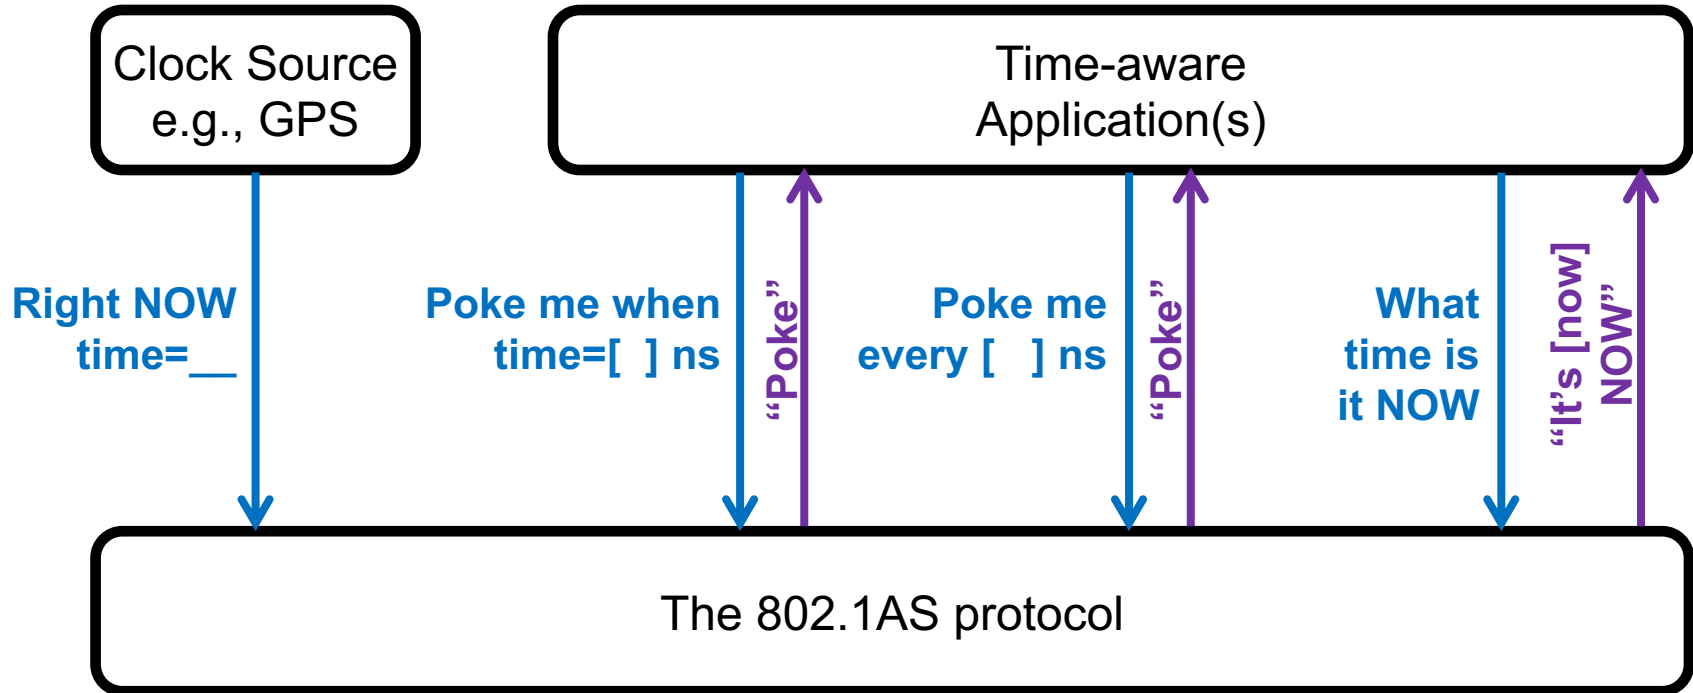 Clock Source
e.g., GPS
Time-aware
Application(s)
Right NOW
time=__
Poke me when
time=[  ] ns
“Poke”
Poke me
every [  ] ns
“Poke”
What
time is
it NOW
“It’s [now]
NOW”
The 802.1AS protocol